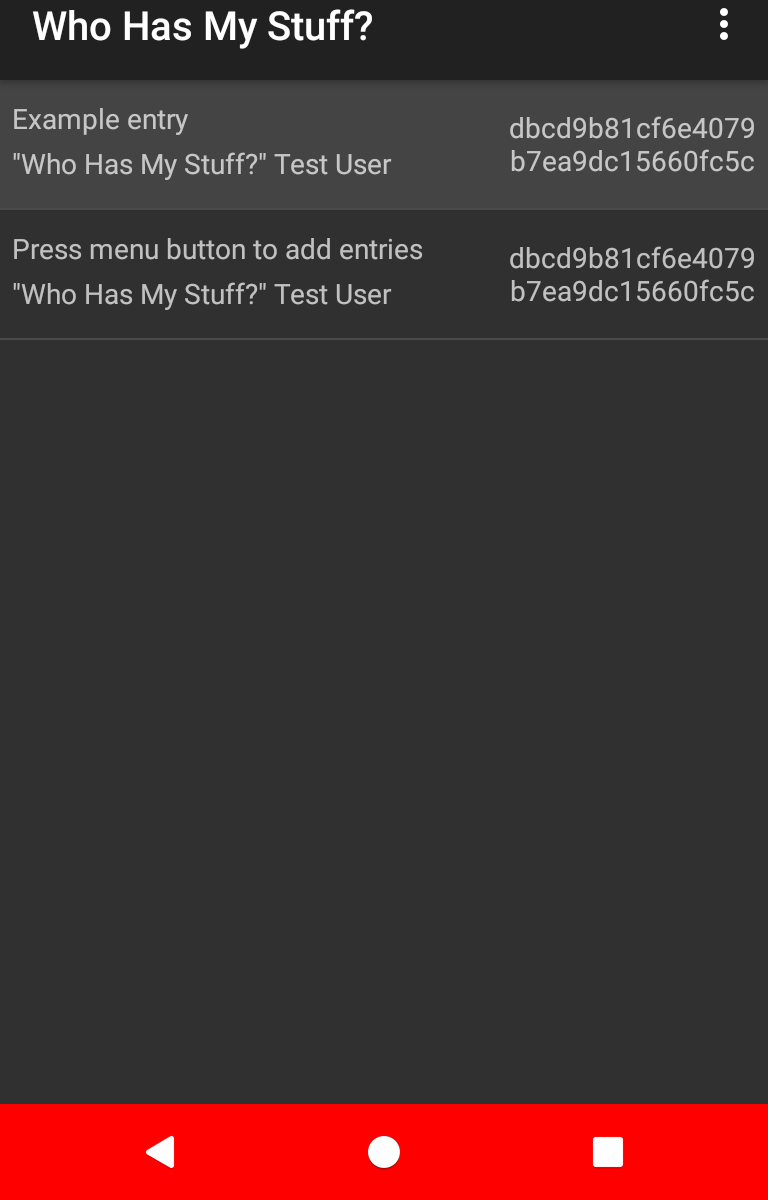 Who Has My Stuff?
Example entry
"Who Has My Stuff?" Test User
dbcd9b81cf6e4079
b7ea9dc15660fc5c
Press menu button to add entries
"Who Has My Stuff?" Test User
dbcd9b81cf6e4079
b7ea9dc15660fc5c